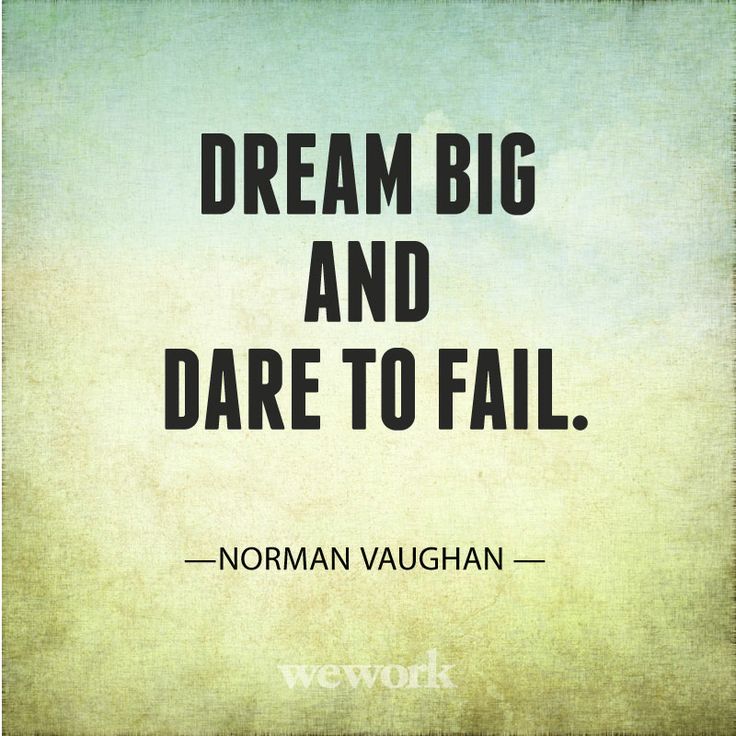 DREAM BIG
AND
DARE TO FAIL.
—NORMAN VAUGHAN —
wework